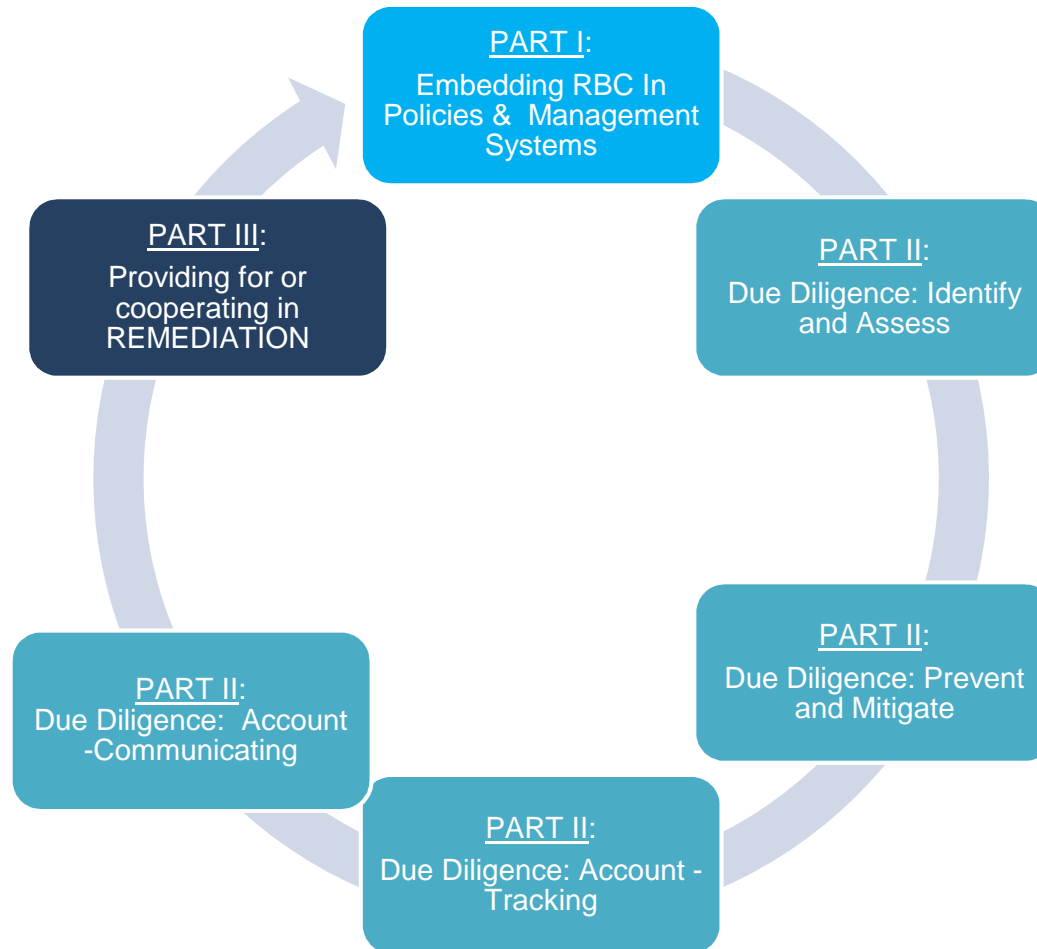 PART I:
Embedding RBC In
Policies & Management
Systems
PART II:
Due Diligence: Identify
and Assess
PART II:
Due Diligence: Prevent
and Mitigate
PART II:
Due Diligence: Account -
Tracking
PART II:
Due Diligence: Account
-Communicating
PART III:
Providing for or
cooperating in
REMEDIATION